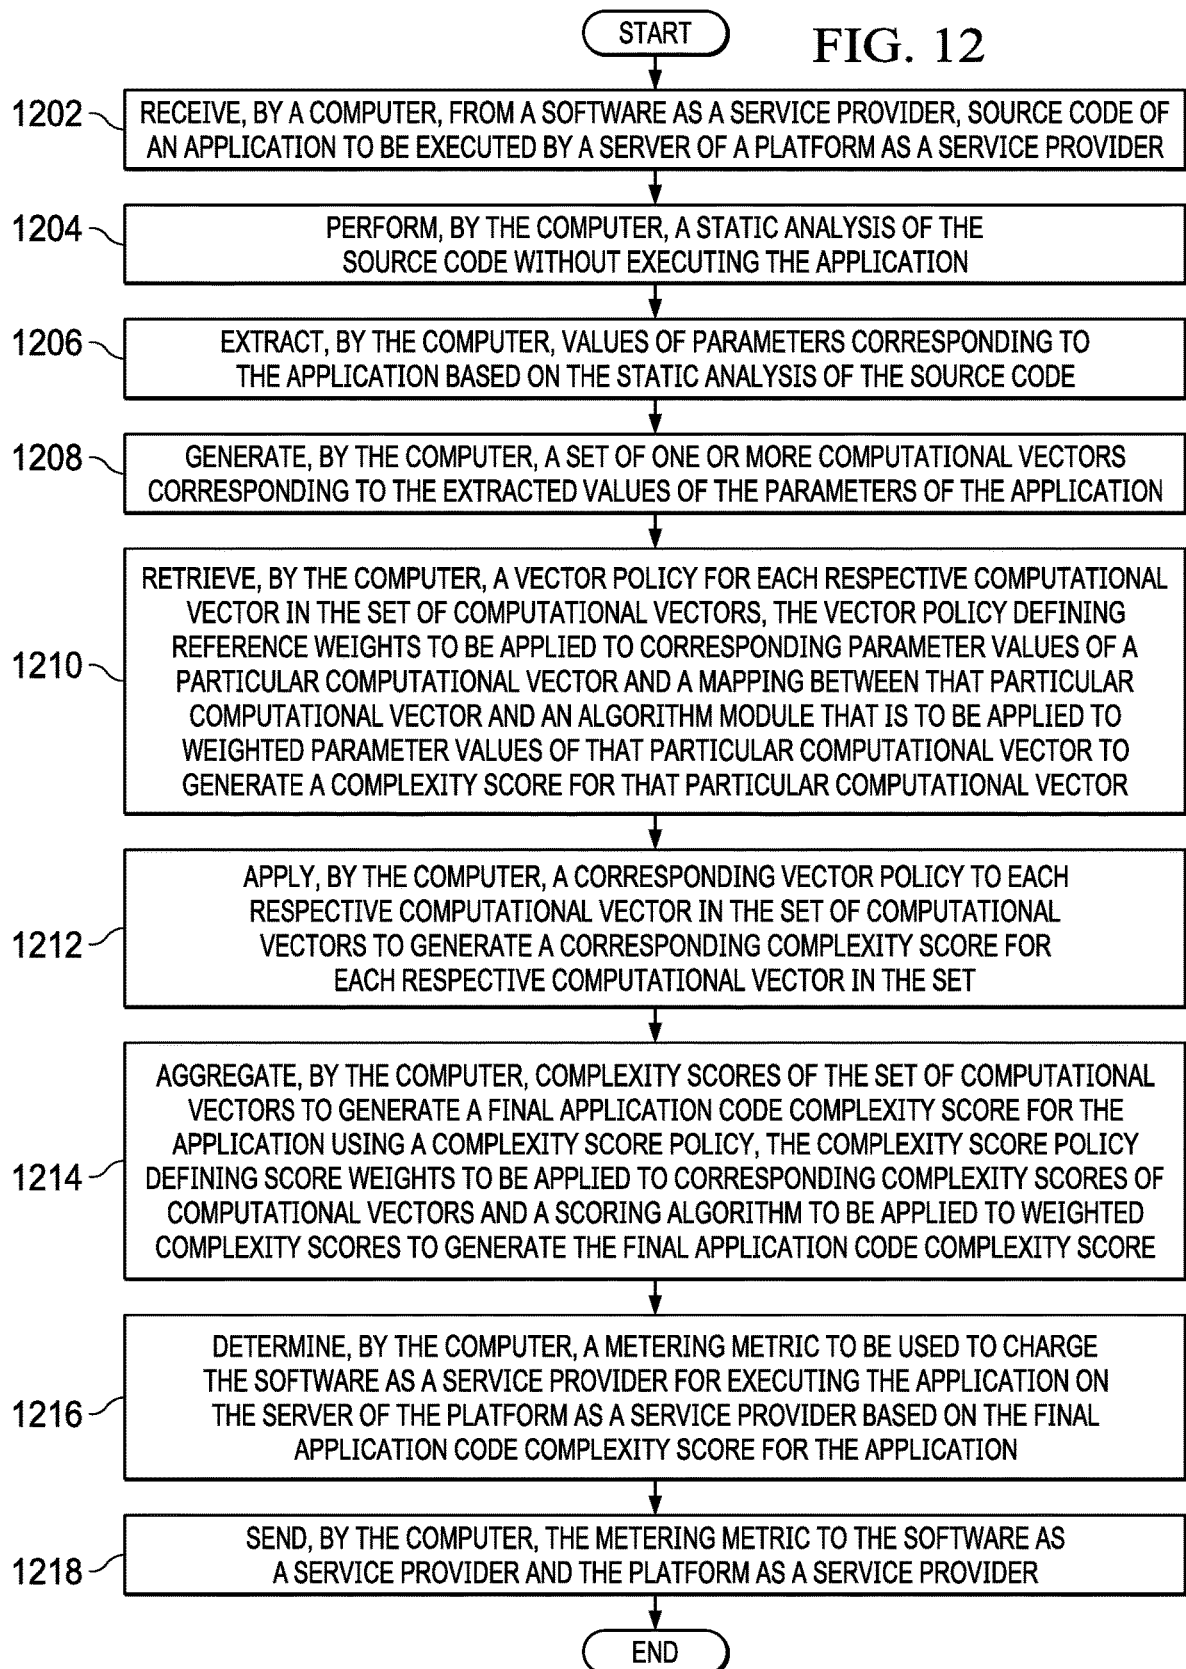 START
FIG. 12
1202
RECEIVE, BY A COMPUTER, FROM A SOFTWARE AS A SERVICE PROVIDER, SOURCE CODE OF
AN APPLICATION TO BE EXECUTED BY A SERVER OF A PLATFORM AS A SERVICE PROVIDER
1204
PERFORM, BY THE COMPUTER, A STATIC ANALYSIS OF THE
SOURCE CODE WITHOUT EXECUTING THE APPLICATION
1206
EXTRACT, BY THE COMPUTER, VALUES OF PARAMETERS CORRESPONDING TO
THE APPLICATION BASED ON THE STATIC ANALYSIS OF THE SOURCE CODE
1208
GENERATE, BY THE COMPUTER, A SET OF ONE OR MORE COMPUTATIONAL VECTORS
CORRESPONDING TO THE EXTRACTED VALUES OF THE PARAMETERS OF THE APPLICATION
1210
RETRIEVE, BY THE COMPUTER, A VECTOR POLICY FOR EACH RESPECTIVE COMPUTATIONAL
VECTOR IN THE SET OF COMPUTATIONAL VECTORS, THE VECTOR POLICY DEFINING
REFERENCE WEIGHTS TO BE APPLIED TO CORRESPONDING PARAMETER VALUES OF A
PARTICULAR COMPUTATIONAL VECTOR AND A MAPPING BETWEEN THAT PARTICULAR
COMPUTATIONAL VECTOR AND AN ALGORITHM MODULE THAT IS TO BE APPLIED TO
WEIGHTED PARAMETER VALUES OF THAT PARTICULAR COMPUTATIONAL VECTOR TO
GENERATE A COMPLEXITY SCORE FOR THAT PARTICULAR COMPUTATIONAL VECTOR
1212
APPLY, BY THE COMPUTER, A CORRESPONDING VECTOR POLICY TO EACH
RESPECTIVE COMPUTATIONAL VECTOR IN THE SET OF COMPUTATIONAL
VECTORS TO GENERATE A CORRESPONDING COMPLEXITY SCORE FOR
EACH RESPECTIVE COMPUTATIONAL VECTOR IN THE SET
1214
AGGREGATE, BY THE COMPUTER, COMPLEXITY SCORES OF THE SET OF COMPUTATIONAL
VECTORS TO GENERATE A FINAL APPLICATION CODE COMPLEXITY SCORE FOR THE
APPLICATION USING A COMPLEXITY SCORE POLICY, THE COMPLEXITY SCORE POLICY
DEFINING SCORE WEIGHTS TO BE APPLIED TO CORRESPONDING COMPLEXITY SCORES OF
COMPUTATIONAL VECTORS AND A SCORING ALGORITHM TO BE APPLIED TO WEIGHTED
COMPLEXITY SCORES TO GENERATE THE FINAL APPLICATION CODE COMPLEXITY SCORE
1216
DETERMINE, BY THE COMPUTER, A METERING METRIC TO BE USED TO CHARGE
THE SOFTWARE AS A SERVICE PROVIDER FOR EXECUTING THE APPLICATION ON
THE SERVER OF THE PLATFORM AS A SERVICE PROVIDER BASED ON THE FINAL
APPLICATION CODE COMPLEXITY SCORE FOR THE APPLICATION
1218
SEND, BY THE COMPUTER, THE METERING METRIC TO THE SOFTWARE AS
A SERVICE PROVIDER AND THE PLATFORM AS A SERVICE PROVIDER
END